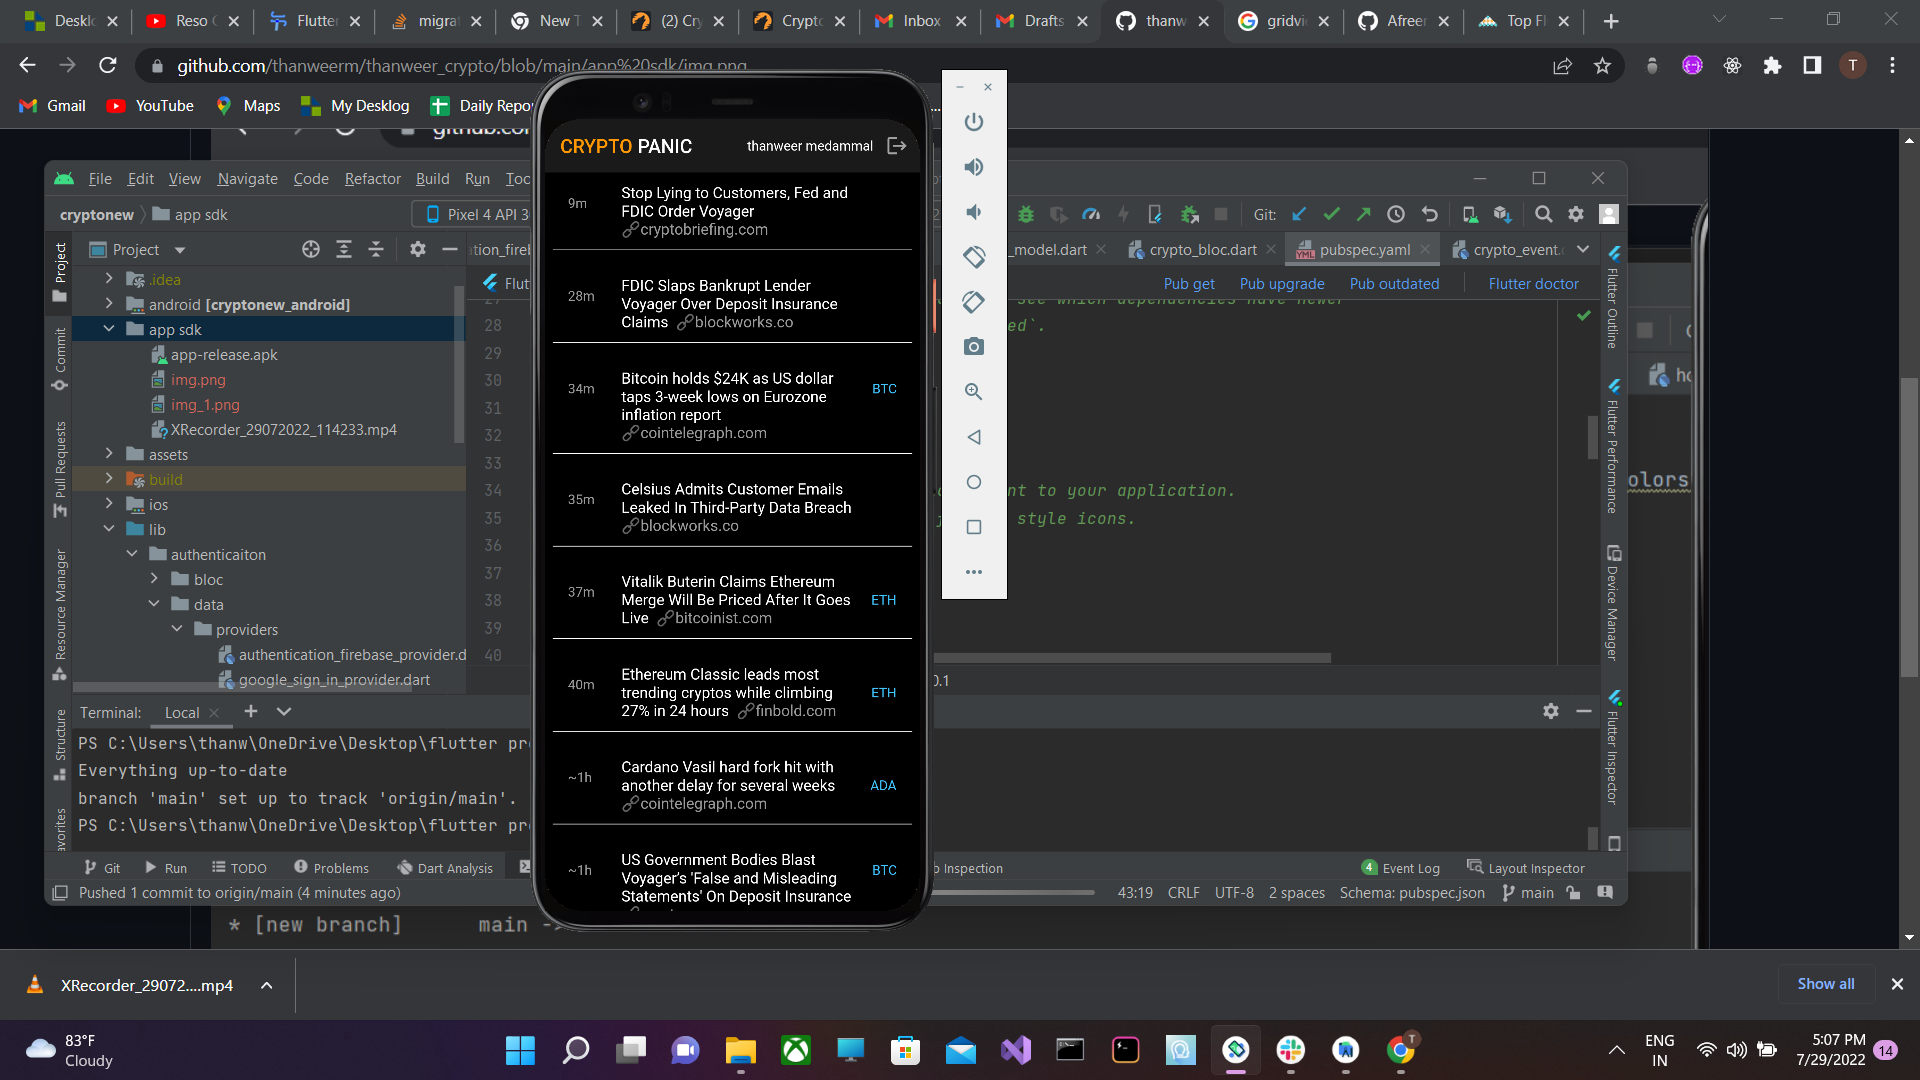 Desklo
Reso C
Flutter
migrat
New T
(2) Cry
Crypto
Inbox
Drafts
thanw
gridvi
Afreer
Top Fl
github.com/thanweerm/thanweer_crypto/blob/main/app%20sdk/img.png
T
Gmail
YouTube
Maps
My Desklog
Daily Repo
File Edit View Navigate Code Refactor Build Run Too
cryptonew
app sdk
Pixel 4 API 3
Git:
Project
_model.dart
crypto_bloc.dart
pubspec.yaml
crypto_event.
Flutt
Pub get
Pub upgrade
Pub outdated
Flutter doctor
.idea
android [cryptonew_android]
app sdk
app-release.apk
img.png
img_1.png
XRecorder_29072022_114233.mp4
assets
build
ios
lib
authenticaiton
bloc
data
providers
authentication_firebase_provider.d
google_sign_in_provider.dart
Project
Commit
Pull Requests
Resource Manager
Structure
avorites
27
28
29
30
31
32
33
34
35
36
37
38
39
40
see which dependencies have newer
ed`.
nt to your application.
style icons.
0.1
olors
Flutter Outline
Flutter Performance
Device Manager
Flutter Inspector
CRYPTO PANIC
thanweer medammal
9m
Stop Lying to Customers, Fed and
FDIC Order Voyager
cryptobriefing.com
28m
FDIC Slaps Bankrupt Lender
Voyager Over Deposit Insurance
Claims blockworks.co
34m
Bitcoin holds $24K as US dollar
taps 3-week lows on Eurozone
inflation report
cointelegraph.com
BTC
35m
Celsius Admits Customer Emails
Leaked In Third-Party Data Breach
blockworks.co
37m
Vitalik Buterin Claims Ethereum
Merge Will Be Priced After It Goes
Live bitcoinist.com
ETH
40m
Ethereum Classic leads most
trending cryptos while climbing
27% in 24 hours finbold.com
ETH
~1h
Cardano Vasil hard fork hit with
another delay for several weeks
cointelegraph.com
ADA
~1h
US Government Bodies Blast
Voyager's 'False and Misleading
Statements' On Deposit Insurance
BTC
Terminal: Local
PS C:\Users\thanw\OneDrive\Desktop\flutter pr
Everything up-to-date
branch 'main' set up to track 'origin/main'.
PS C:\Users\thanw\OneDrive\Desktop\flutter pr
Git
Run
TODO
Problems
Dart Analysis
Inspection
4 Event Log
Layout Inspector
Pushed 1 commit to origin/main (4 minutes ago)
43:19 CRLF UTF-8 2 spaces Schema: pubspec.json main
* [new branch] main ->
XRecorder_29072....mp4
Show all
83°F
Cloudy
ENG
IN
5:07 PM
7/29/2022
14